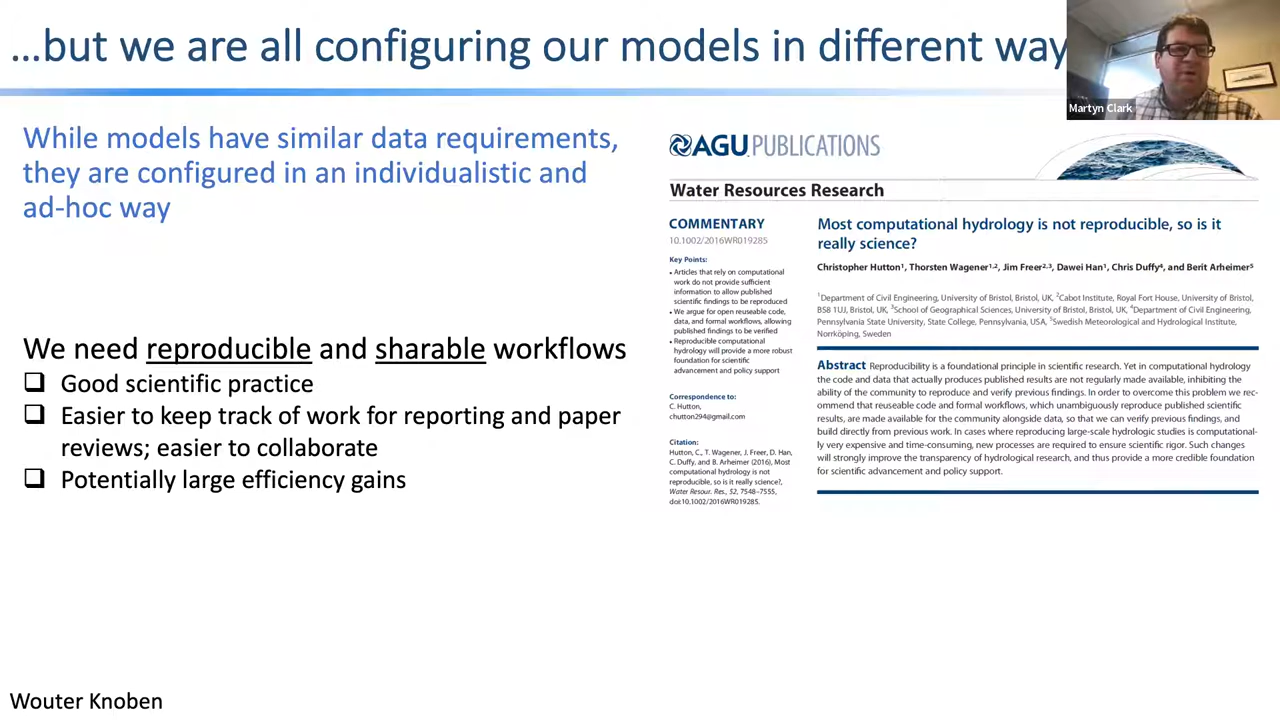 ...but we are all configuring our models in different way
Martyn Clark
While models have similar data requirements,
they are configured in an individualistic and
ad-hoc way
We need reproducible and sharable workflows
Good scientific practice
Easier to keep track of work for reporting and paper
reviews; easier to collaborate
Potentially large efficiency gains
Wouter Knoben
AGU PUBLICATIONS
Water Resources Research
COMMENTARY
10.1002/2016WR019285
Key Points:
• Articles that rely on computational
work do not provide sufficient
information to allow published
scientific findings to be reproduced
• We argue for open reuseable code,
data, and formal workflows, allowing
published findings to be verified
• Reproducible computational
hydrology will provide a more robust
foundation for scientific
advancement and policy support
Correspondence to:
C. Hutton,
chutton294@gmail.com
Citation:
Hutton, C., T. Wagener, J. Freer, D. Han,
C. Duffy, and B. Arheimer (2016), Most
computational hydrology is not
reproducible, so is it really science?,
Water Resour. Res., 52, 7548–7555,
doi:10.1002/2016WR019285.
Most computational hydrology is not reproducible, so is it
really science?
Christopher Hutton¹, Thorsten Wagener¹,², Jim Freer²,³, Dawei Han¹, Chris Duffy⁴, and Berit Arheimer⁵
¹Department of Civil Engineering, University of Bristol, Bristol, UK, ²Cabot Institute, Royal Fort House, University of Bristol,
BS8 1UJ, Bristol, UK, ³School of Geographical Sciences, University of Bristol, Bristol, UK, ⁴Department of Civil Engineering,
Pennsylvania State University, State College, Pennsylvania, USA, ⁵Swedish Meteorological and Hydrological Institute,
Norrköping, Sweden
Abstract Reproducibility is a foundational principle in scientific research. Yet in computational hydrology
the code and data that actually produces published results are not regularly made available, inhibiting the
ability of the community to reproduce and verify previous findings. In order to overcome this problem we rec-
ommend that reuseable code and formal workflows, which unambiguously reproduce published scientific
results, are made available for the community alongside data, so that we can verify previous findings, and
build directly from previous work. In cases where reproducing large-scale hydrologic studies is computational-
ly very expensive and time-consuming, new processes are required to ensure scientific rigor. Such changes
will strongly improve the transparency of hydrological research, and thus provide a more credible foundation
for scientific advancement and policy support.